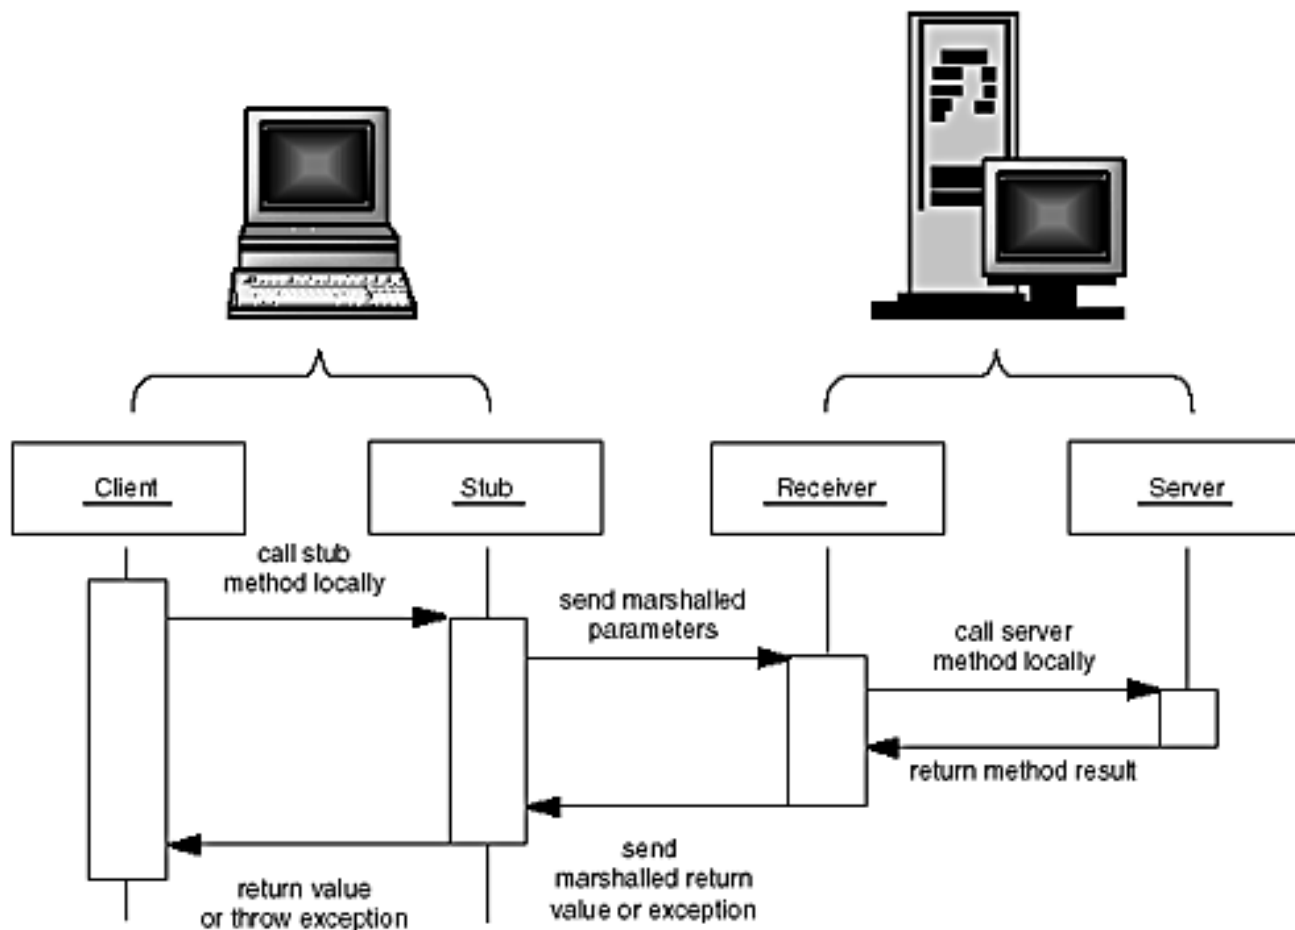 Client
Stub
Receiver
Server
call stub
method locally
send marshalled
parameters
call server
method locally
return method result
send
marshalled return
value or exception
return value
or throw exception